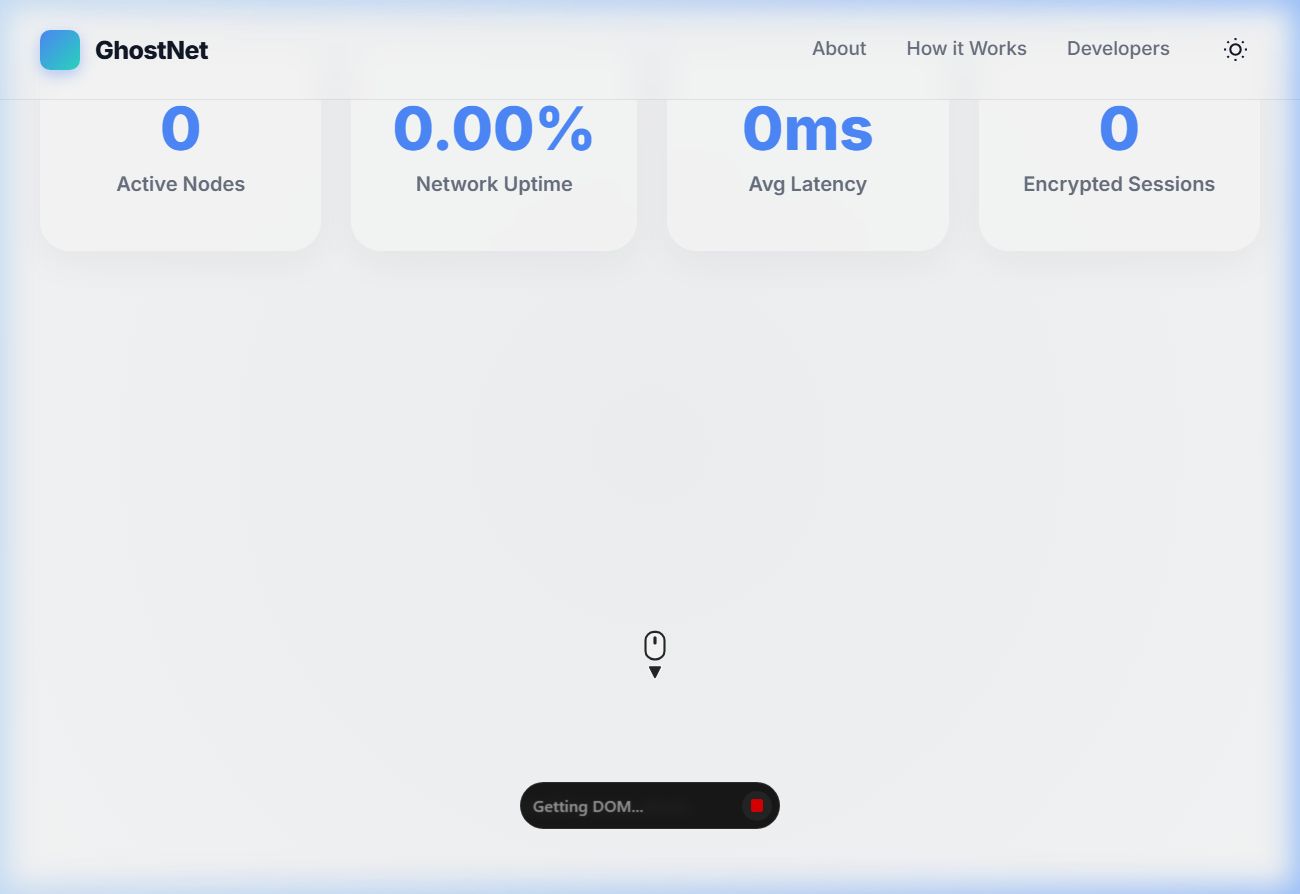 GhostNet
About
How it Works
Developers
0
0.00%
0ms
0
Active Nodes
Network Uptime
Avg Latency
Encrypted Sessions
Getting DOM...